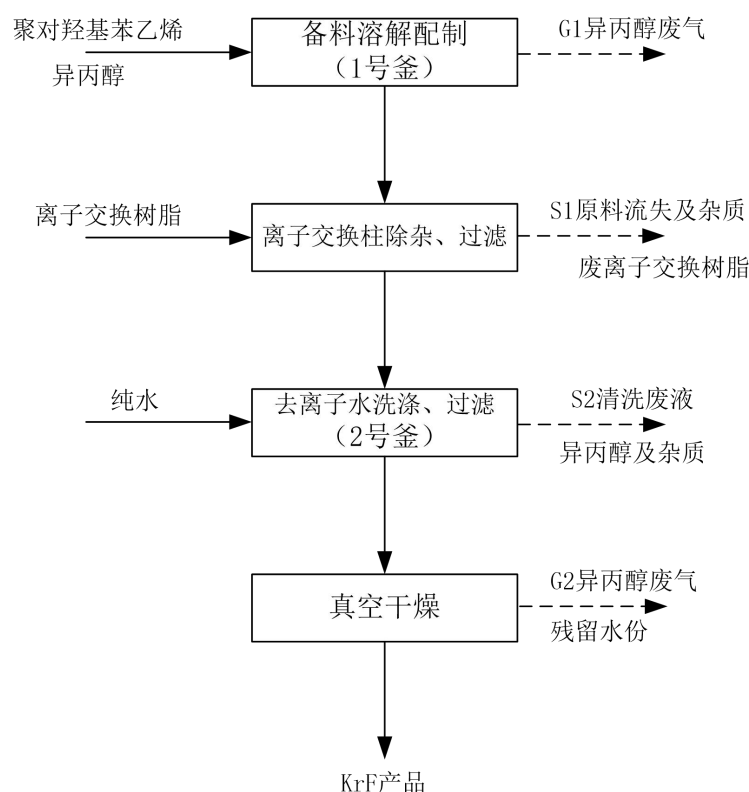 聚对羟基苯乙烯
异丙醇
备料溶解配制
（1号釜）
G1异丙醇废气
离子交换树脂
离子交换柱除杂、过滤
S1原料流失及杂质
废离子交换树脂
纯水
去离子水洗涤、过滤
（2号釜）
S2清洗废液
异丙醇及杂质
真空干燥
G2异丙醇废气
残留水份
KrF产品